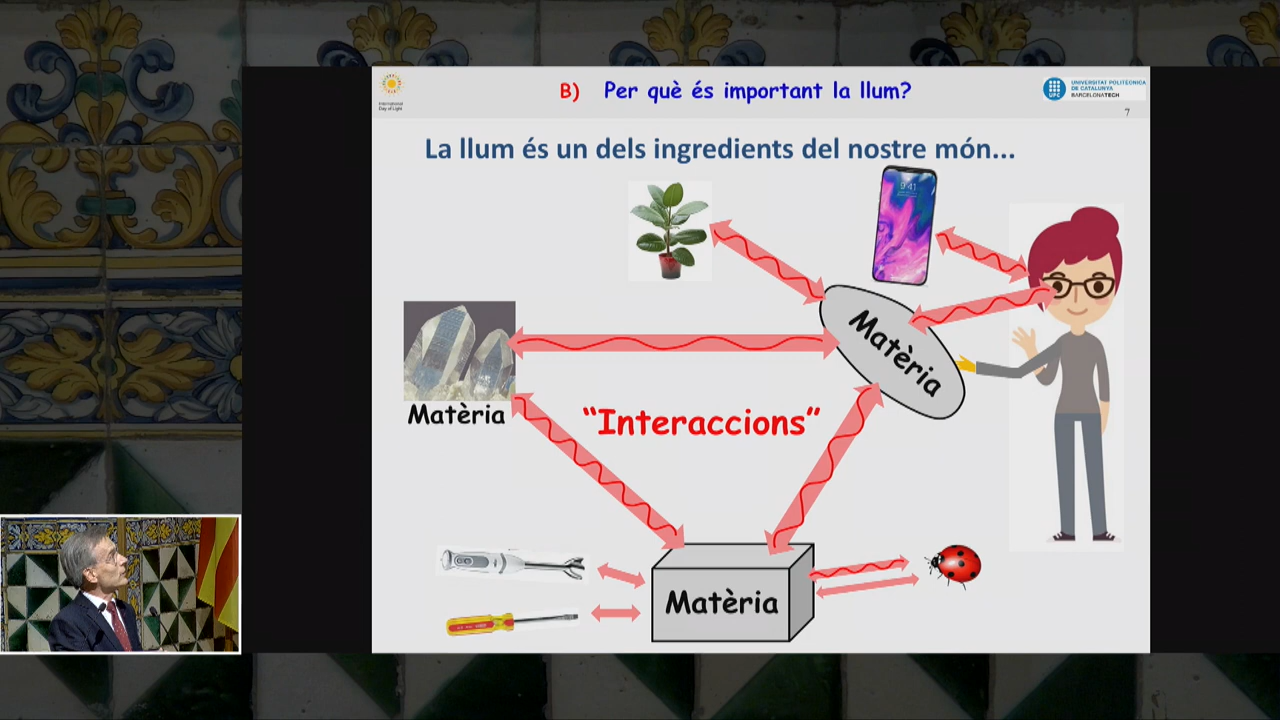 B) Per què és important la llum?
International
Day of Light
UPC
UNIVERSITAT POLITÈCNICA
DE CATALUNYA
BARCELONATECH
7
La llum és un dels ingredients del nostre món...
9:41
Matèria
Matèria
“Interaccions”
Matèria